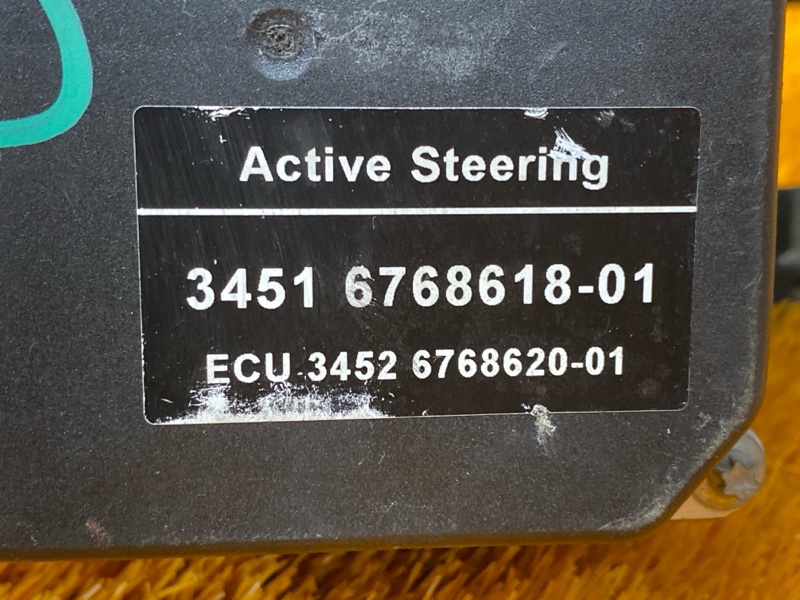 Active Steering
3451 6768618-01
ECU 3452 6768620-01